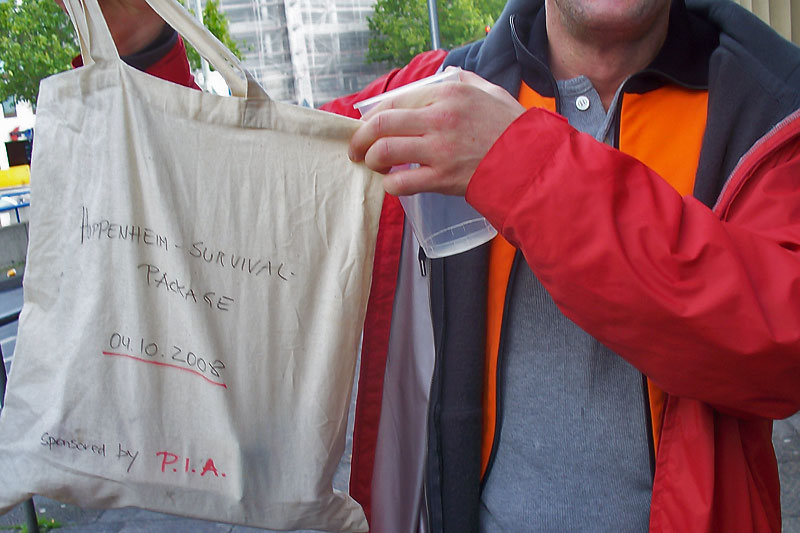 HOPPENHEIM-SURVIVAL-
PACKAGE
04.10.2008
sponsored by P.I.A.